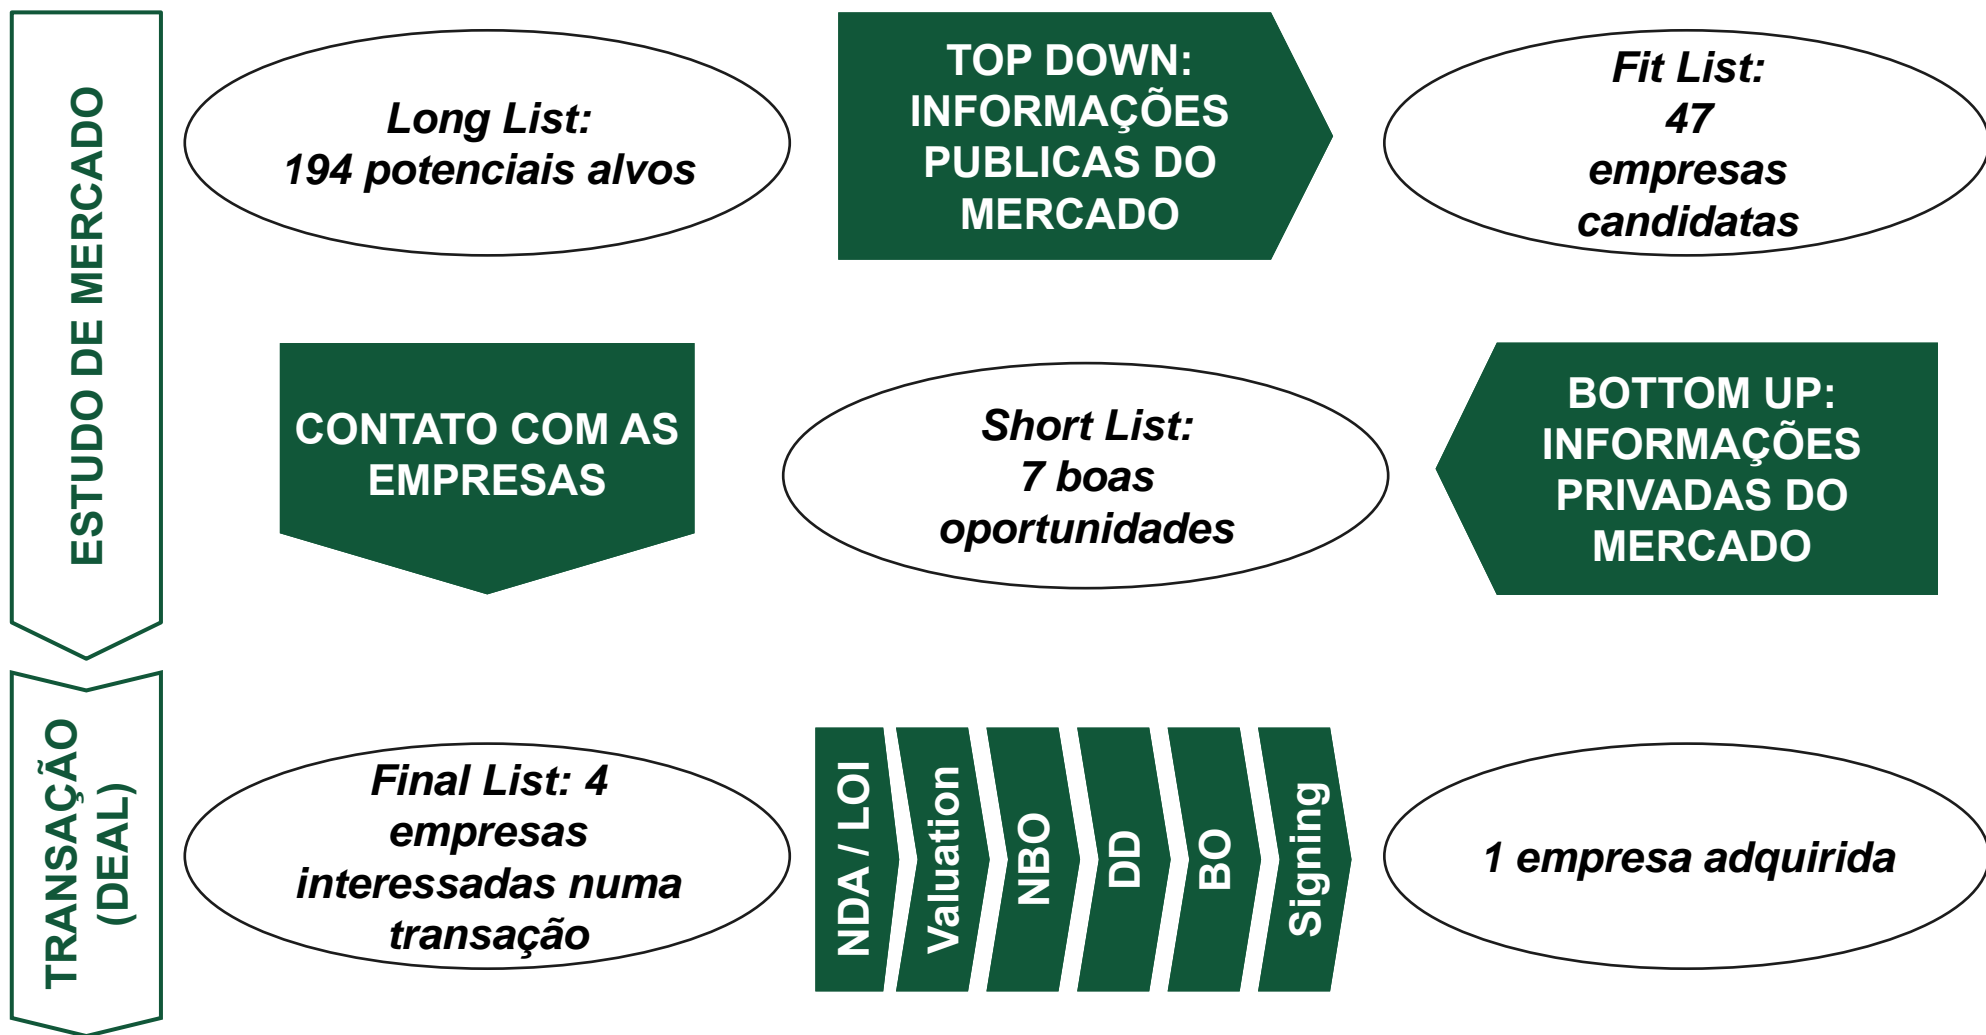 ESTUDO DE MERCADO
Long List:
194 potenciais alvos
TOP DOWN:
INFORMAÇÕES
PUBLICAS DO
MERCADO
Fit List:
47
empresas
candidatas
CONTATO COM AS
EMPRESAS
Short List:
7 boas
oportunidades
BOTTOM UP:
INFORMAÇÕES
PRIVADAS DO
MERCADO
TRANSAÇÃO
(DEAL)
Final List: 4
empresas
interessadas numa
transação
NDA / LOI
Valuation
NBO
DD
BO
Signing
1 empresa adquirida